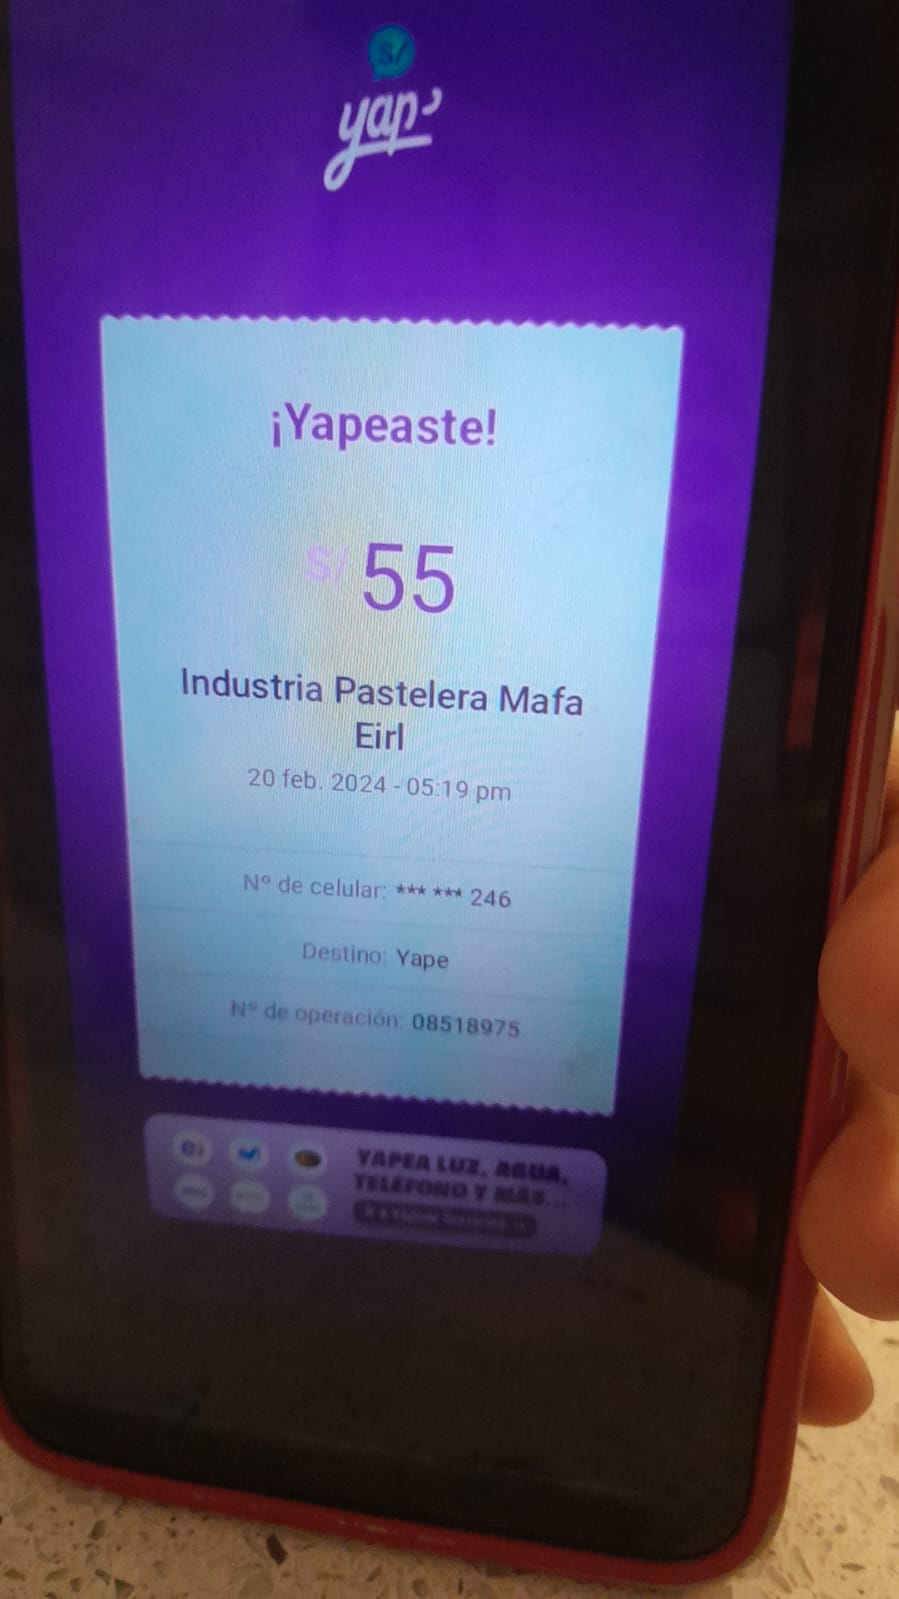 S/
yape
¡Yapeaste!
S/ 55
Industria Pastelera Mafa
Eirl
20 feb. 2024 - 05:19 pm
Nº de celular: *** *** 246
Destino: Yape
Nº de operación: 08518975
YAPEA LUZ, AGUA,
TELÉFONO Y MÁS...